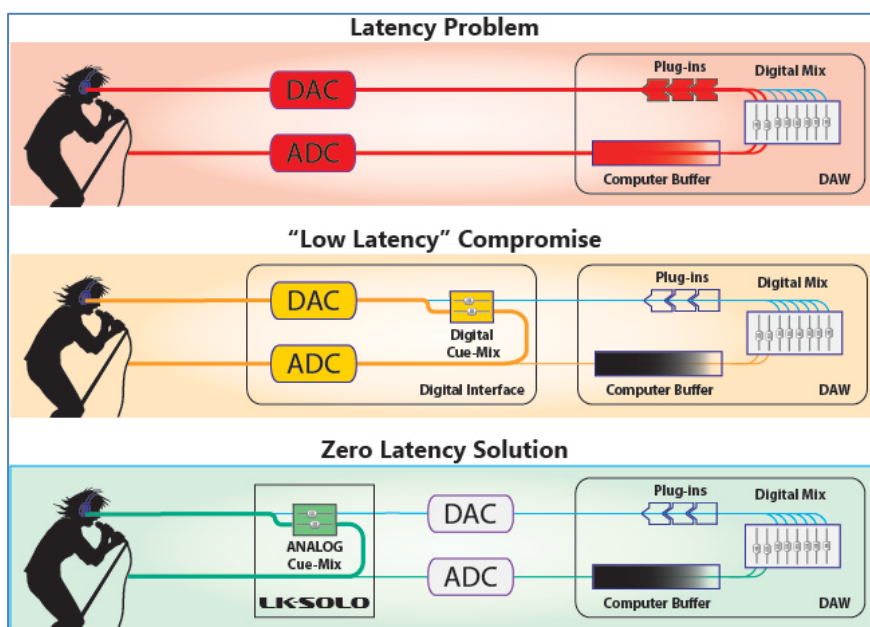 Latency Problem
Plug-ins
Digital Mix
DAC
ADC
Computer Buffer
DAW
“Low Latency” Compromise
Plug-ins
Digital Mix
DAC
Digital
Cue-Mix
ADC
Digital Interface
Computer Buffer
DAW
Zero Latency Solution
Plug-ins
Digital Mix
DAC
ANALOG
Cue-Mix
ADC
LK-SOLO
Computer Buffer
DAW